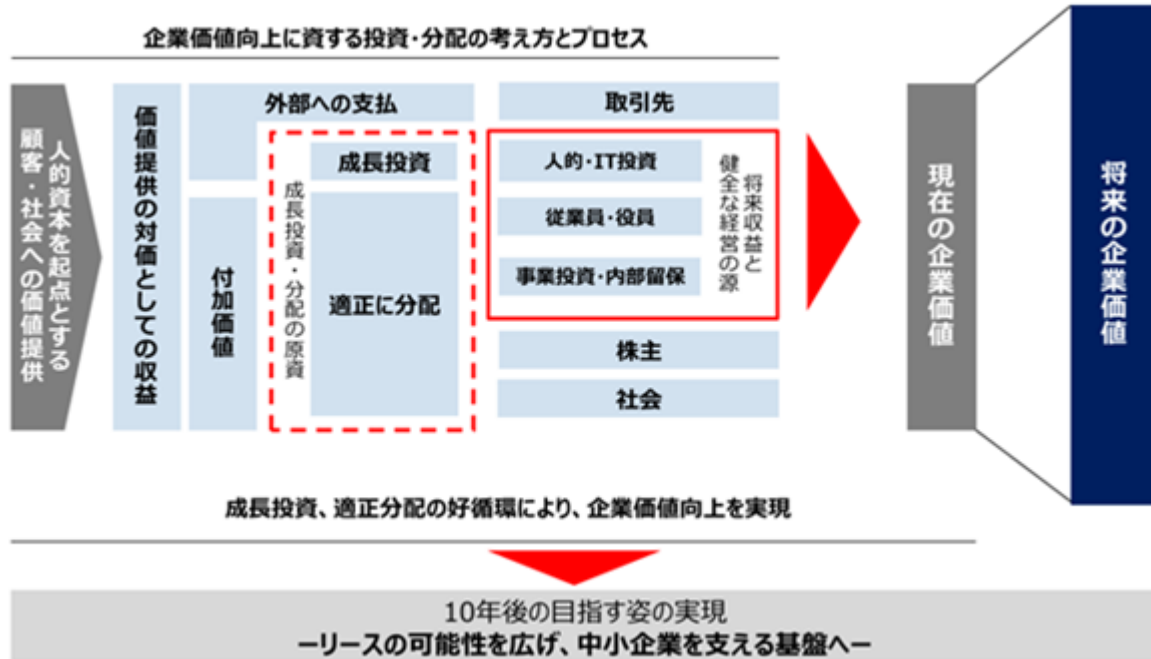 企業価値向上に資する投資・分配の考え方とプロセス
人的資本を起点とする
顧客・社会への価値提供
価値提供の対価としての収益
外部への支払
付加価値
成長投資・分配の原資
成長投資
適正に分配
取引先
人的・IT投資
従業員・役員
事業投資・内部留保
将来収益と
健全な経営の源
株主
社会
現在の企業価値
将来の企業価値
成長投資、適正分配の好循環により、企業価値向上を実現
10年後の目指す姿の実現
ーリースの可能性を広げ、中小企業を支える基盤へー